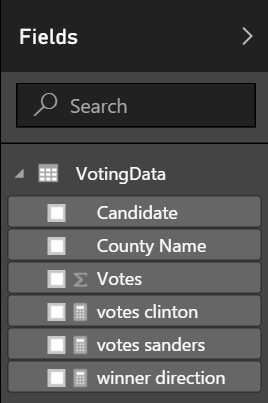 Fields
Search
VotingData
Candidate
County Name
Votes
votes clinton
votes sanders
winner direction